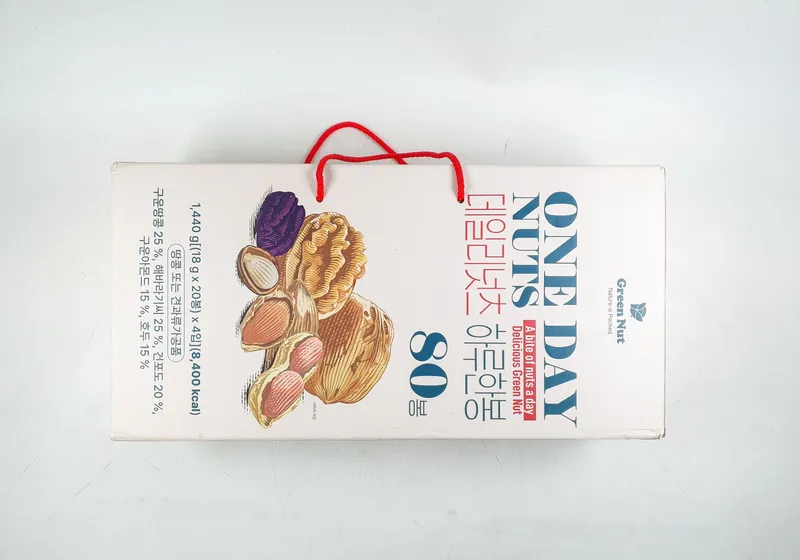 Green Nut
Nature is Packed
ONE DAY
NUTS
A bite of nuts a day
Delicious Green Nut
데일리넛츠 하루한봉
80봉
1,440 g[(18 g x 20봉) x 4입](8,400 kcal)
땅콩 또는 견과류가공품
구운땅콩 25 %, 해바라기씨 25 %, 건포도 20 %,
구운아몬드 15 %, 호두 15 %